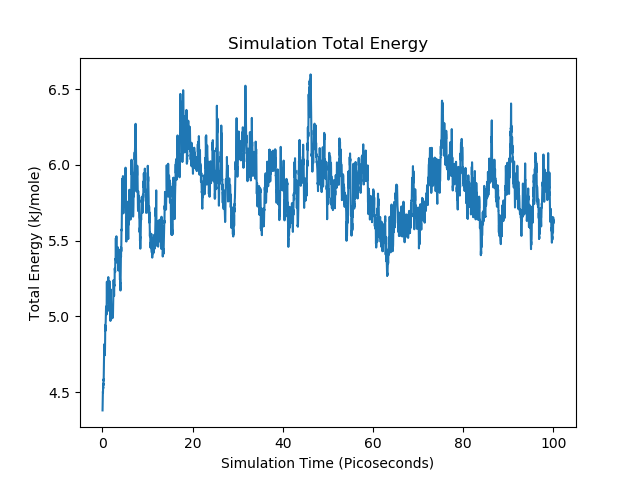 Simulation Total Energy
Total Energy (kJ/mole)
6.5
6.0
5.5
5.0
4.5
0 20 40 60 80 100
Simulation Time (Picoseconds)